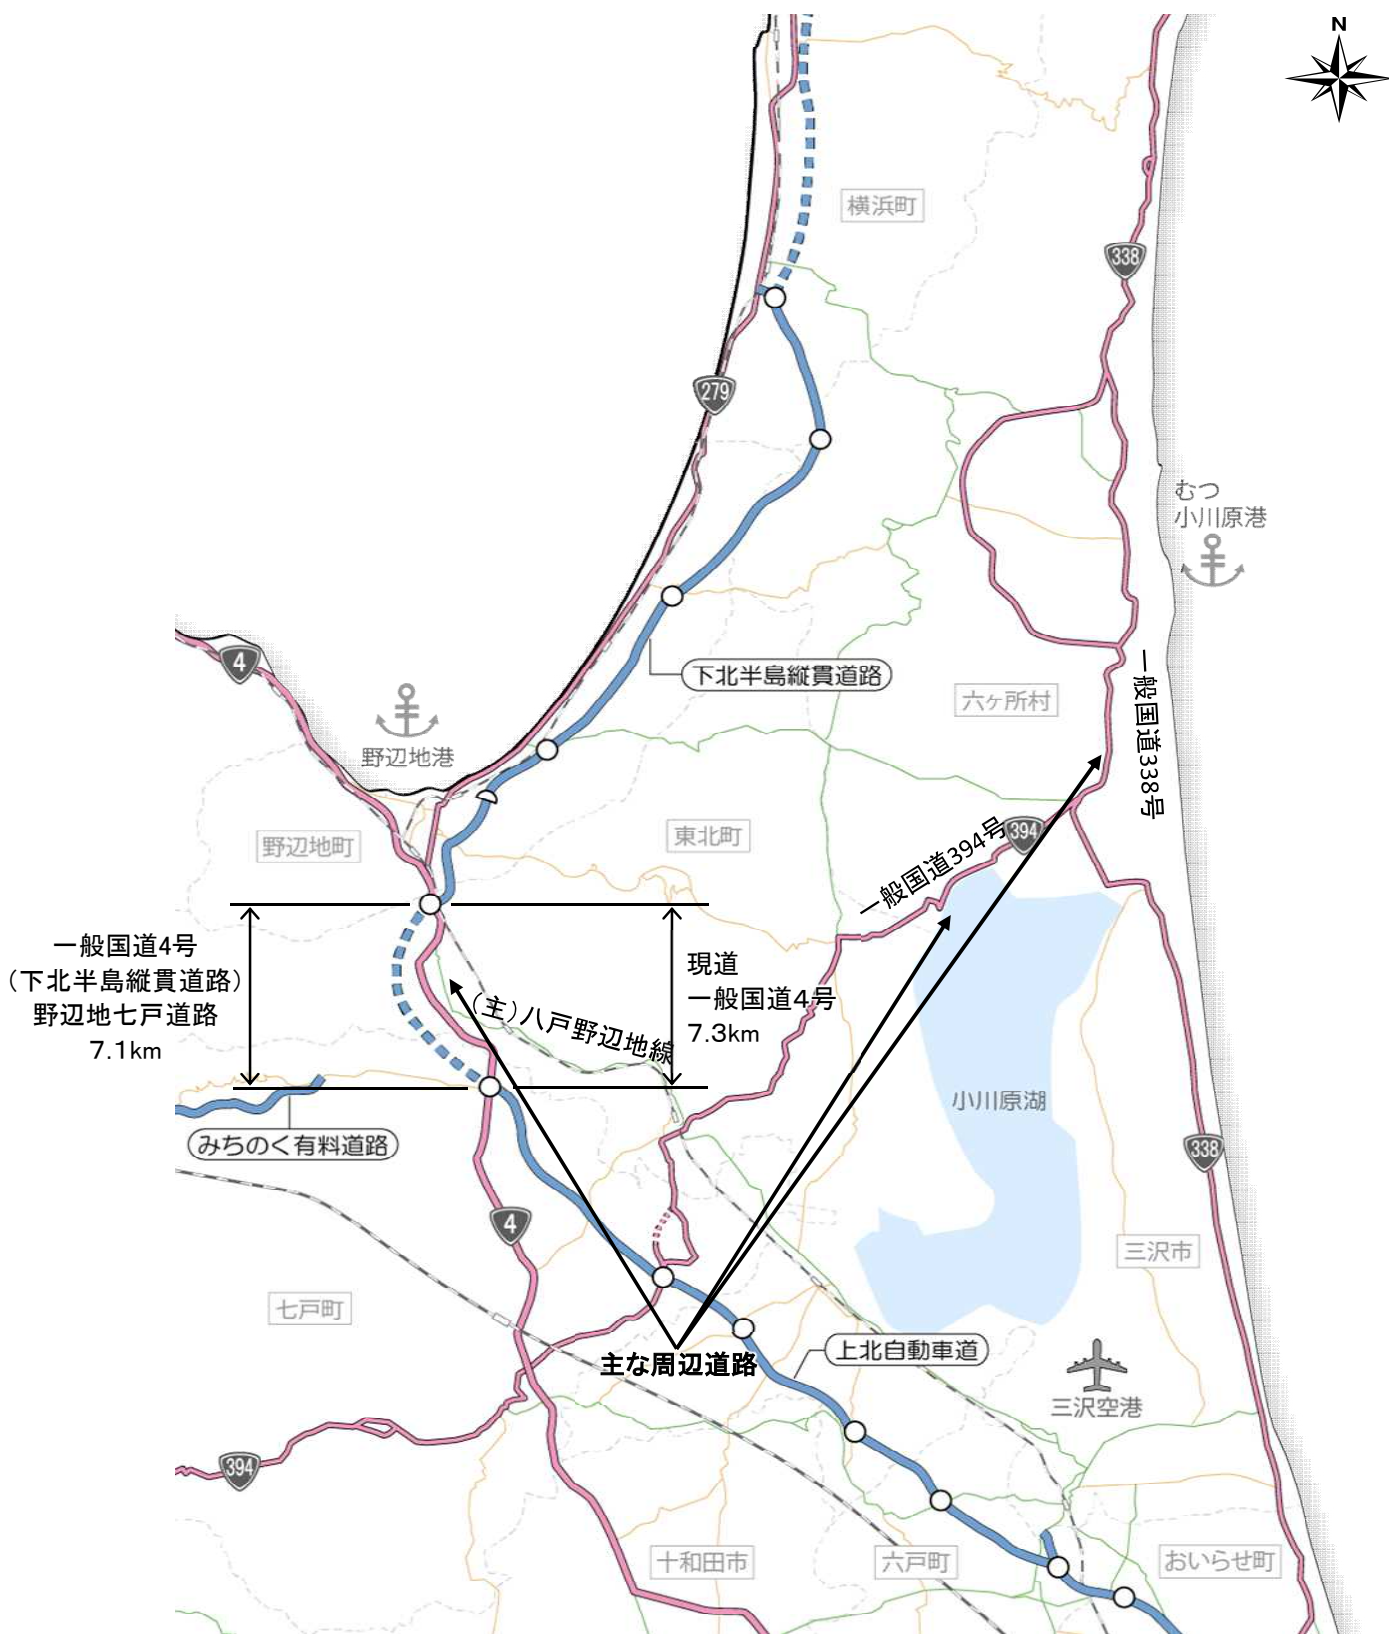 N
横浜町
338
279
むつ
小川原港
4
下北半島縦貫道路
一般国道338号
六ヶ所村
野辺地港
野辺地町
東北町
394
一般国道394号
一般国道4号
(下北半島縦貫道路)
野辺地七戸道路
7.1km
現道
一般国道4号
7.3km
(主)八戸野辺地線
小川原湖
みちのく有料道路
338
4
三沢市
七戸町
主な周辺道路
上北自動車道
三沢空港
394
十和田市
六戸町
おいらせ町